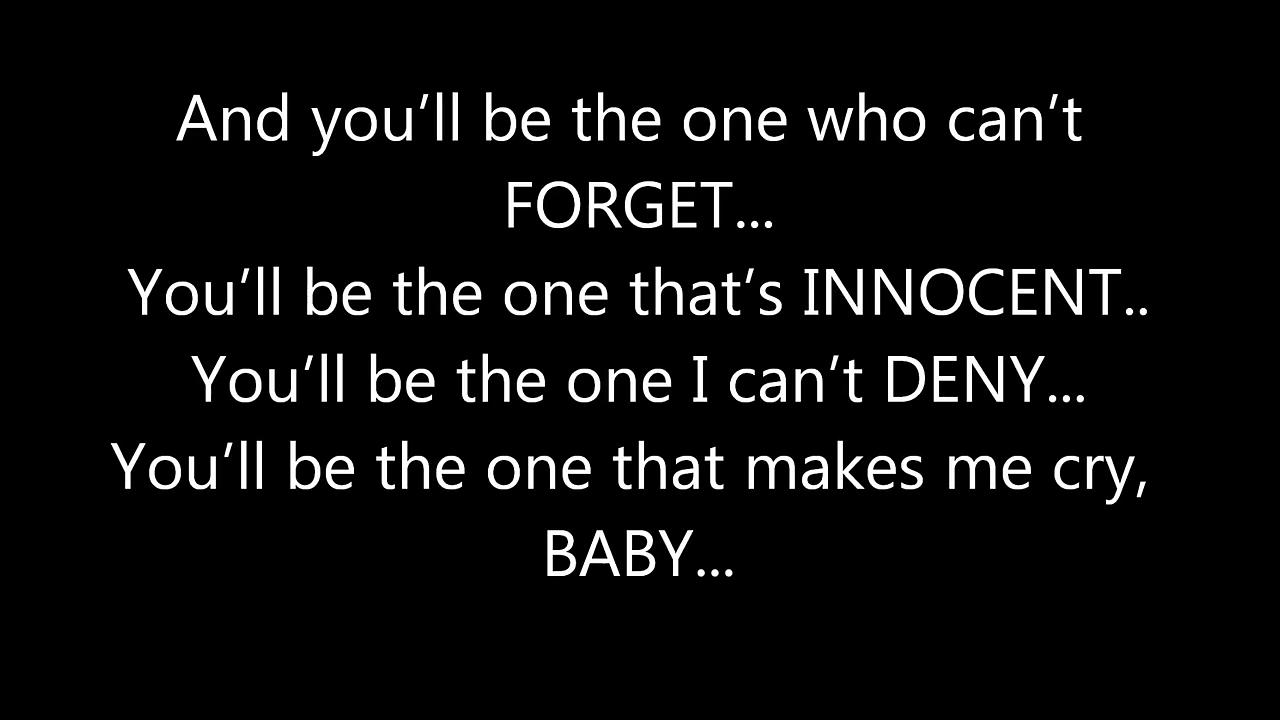 And you’ll be the one who can’t
FORGET...
You’ll be the one that’s INNOCENT..
You’ll be the one I can’t DENY...
You’ll be the one that makes me cry,
BABY...